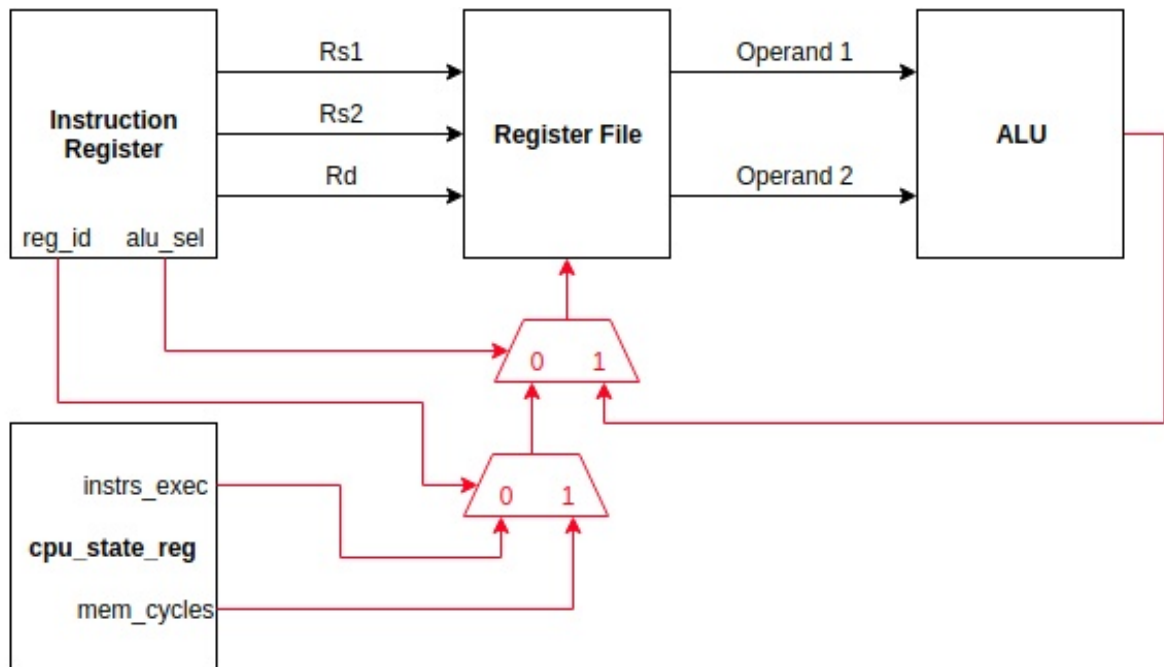 Rs1
Operand 1
Instruction
Register
Rs2
Register File
ALU
Rd
Operand 2
reg_id
alu_sel
0
1
instrs_exec
0
1
cpu_state_reg
mem_cycles